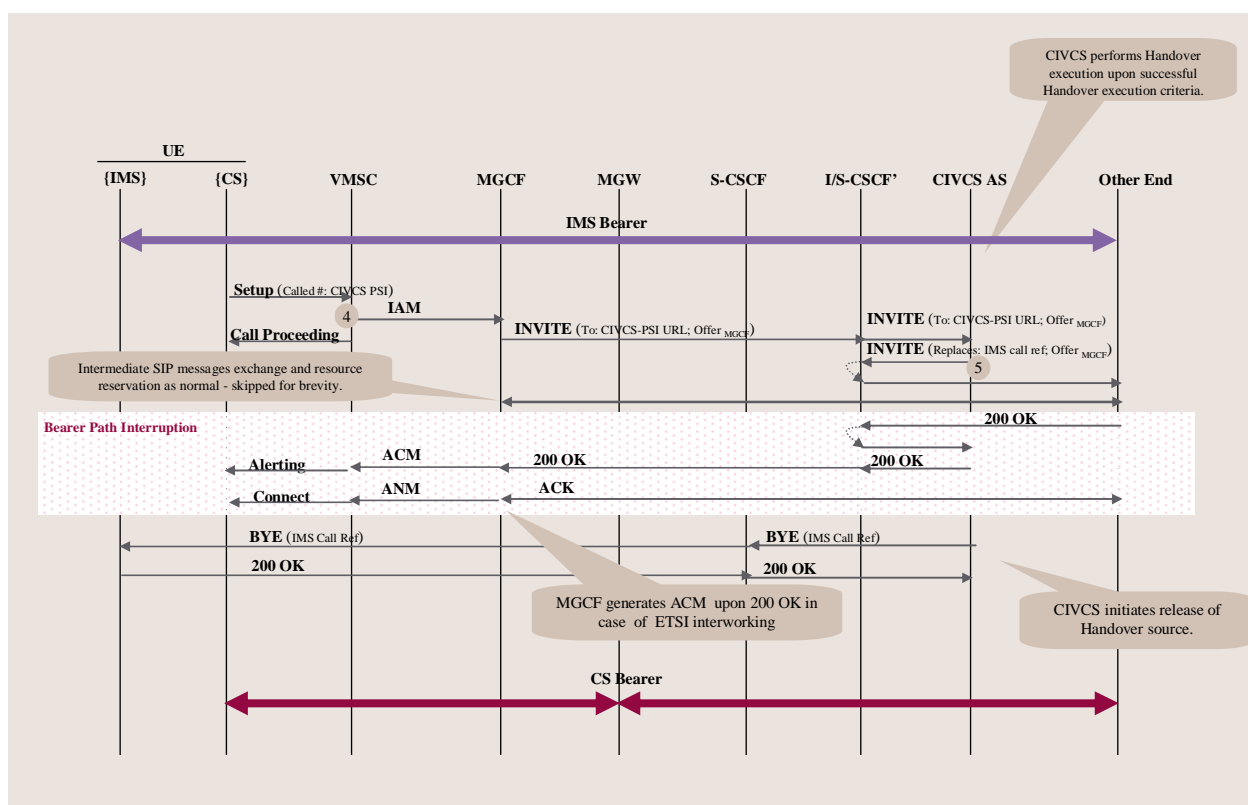 CIVCS performs Handover
execution upon successful
Handover execution criteria.
UE
{IMS} {CS} VMSC MGCF MGW S-CSCF I/S-CSCF’ CIVCS AS Other End
IMS Bearer
Setup (Called #: CIVCS PSI)
4
IAM
Call Proceeding
INVITE (To: CIVCS-PSI URL; Offer MGCF)
INVITE (To: CIVCS-PSI URL; Offer MGCF)
INVITE (Replaces: IMS call ref; Offer MGCF)
5
Intermediate SIP messages exchange and resource
reservation as normal - skipped for brevity.
Bearer Path Interruption
200 OK
Alerting ACM 200 OK 200 OK
Connect ANM ACK
BYE (IMS Call Ref) BYE (IMS Call Ref)
200 OK 200 OK
MGCF generates ACM upon 200 OK in
case of ETSI interworking
CIVCS initiates release of
Handover source.
CS Bearer